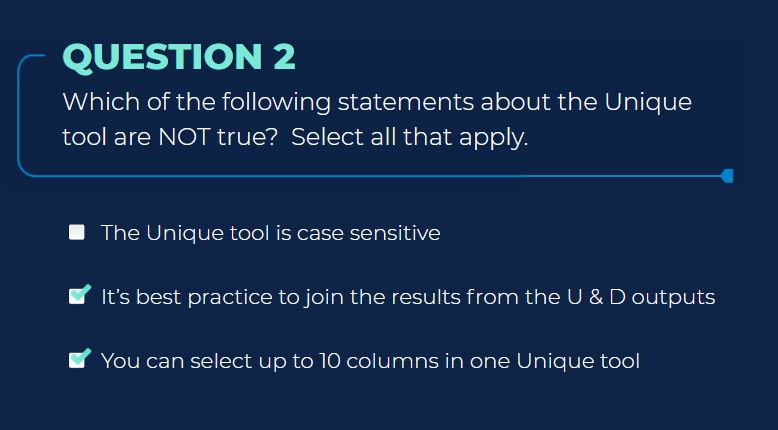 QUESTION 2
Which of the following statements about the Unique
tool are NOT true?  Select all that apply.
The Unique tool is case sensitive
It’s best practice to join the results from the U & D outputs
You can select up to 10 columns in one Unique tool